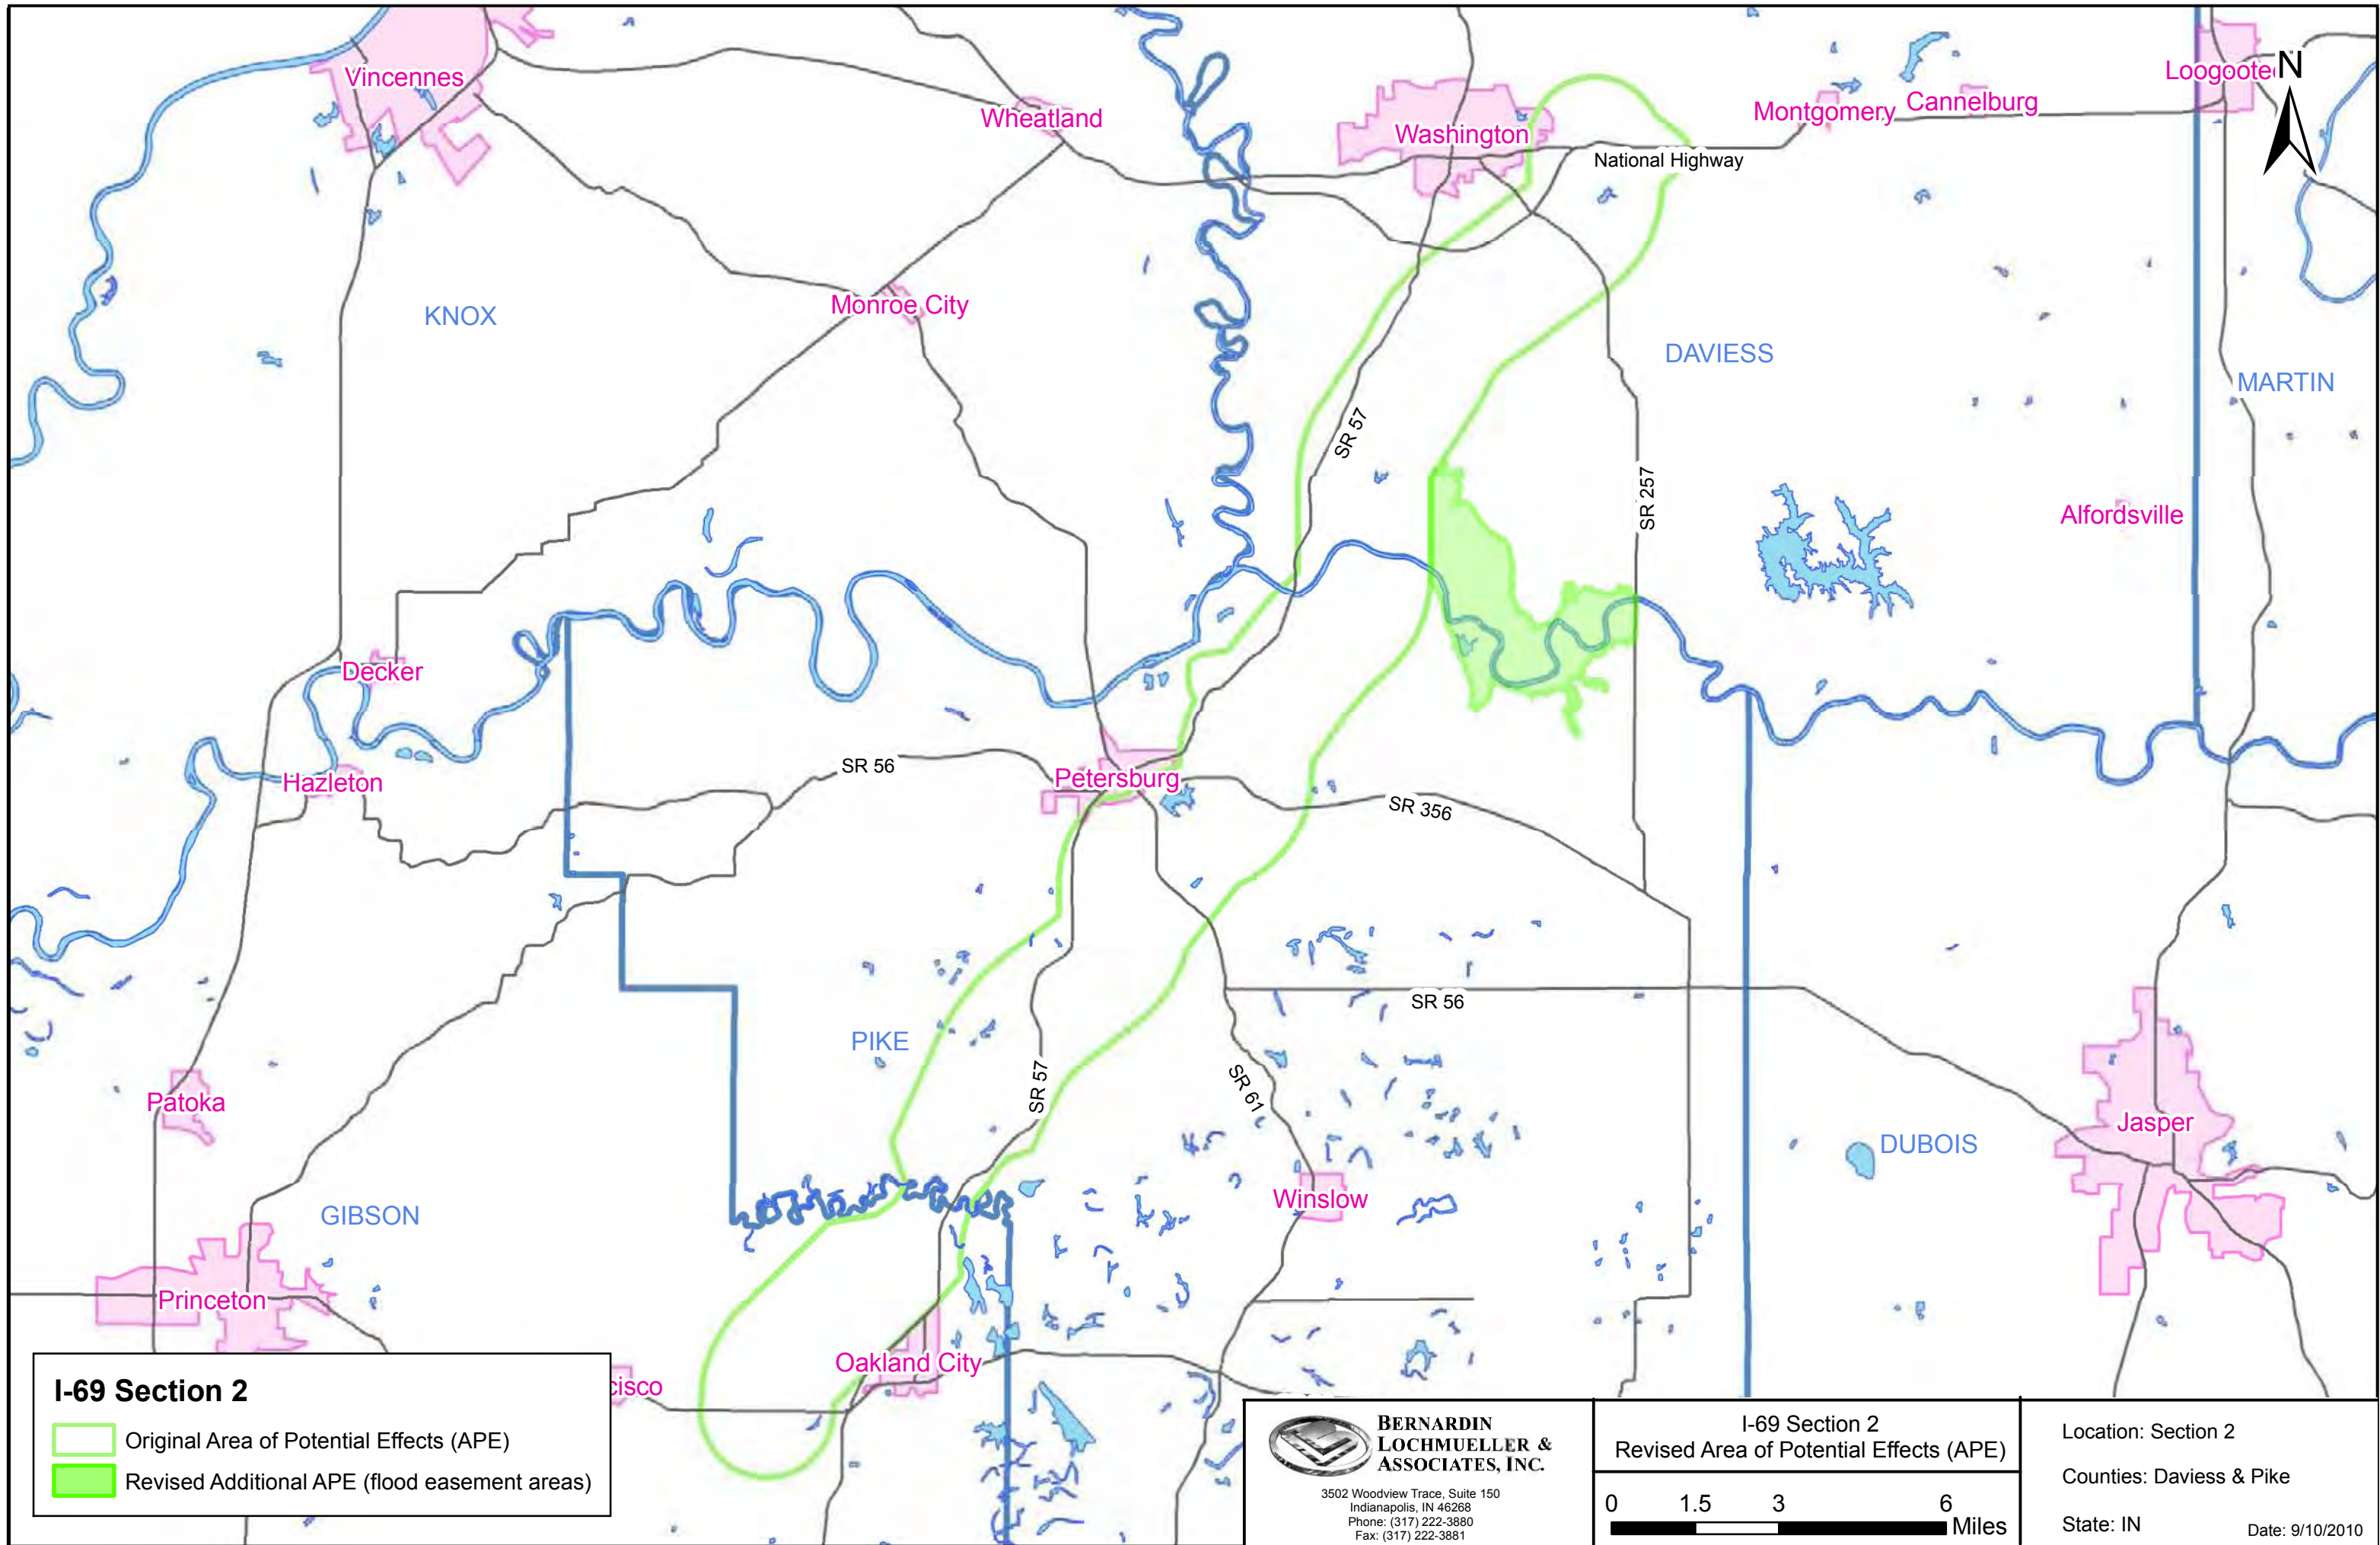 Vincennes
Wheatland
Washington
Montgomery
Cannelburg
N
National Highway
Monroe City
KNOX
DAVIESS
MARTIN
SR 57
SR 257
Alfordsville
Decker
Hazleton
SR 56
Petersburg
SR 356
SR 56
PIKE
SR 57
SR 61
Patoka
Jasper
DUBOIS
Winslow
GIBSON
Princeton
Oakland City
cisco
I-69 Section 2
Original Area of Potential Effects (APE)
Revised Additional APE (flood easement areas)
BERNARDIN
LOCHMUELLER &
ASSOCIATES, INC.
3502 Woodview Trace, Suite 150
Indianapolis, IN 46268
Phone: (317) 222-3880
Fax: (317) 222-3881
I-69 Section 2
Revised Area of Potential Effects (APE)
0 1.5 3 6
Miles
Location: Section 2
Counties: Daviess & Pike
State: IN
Date: 9/10/2010